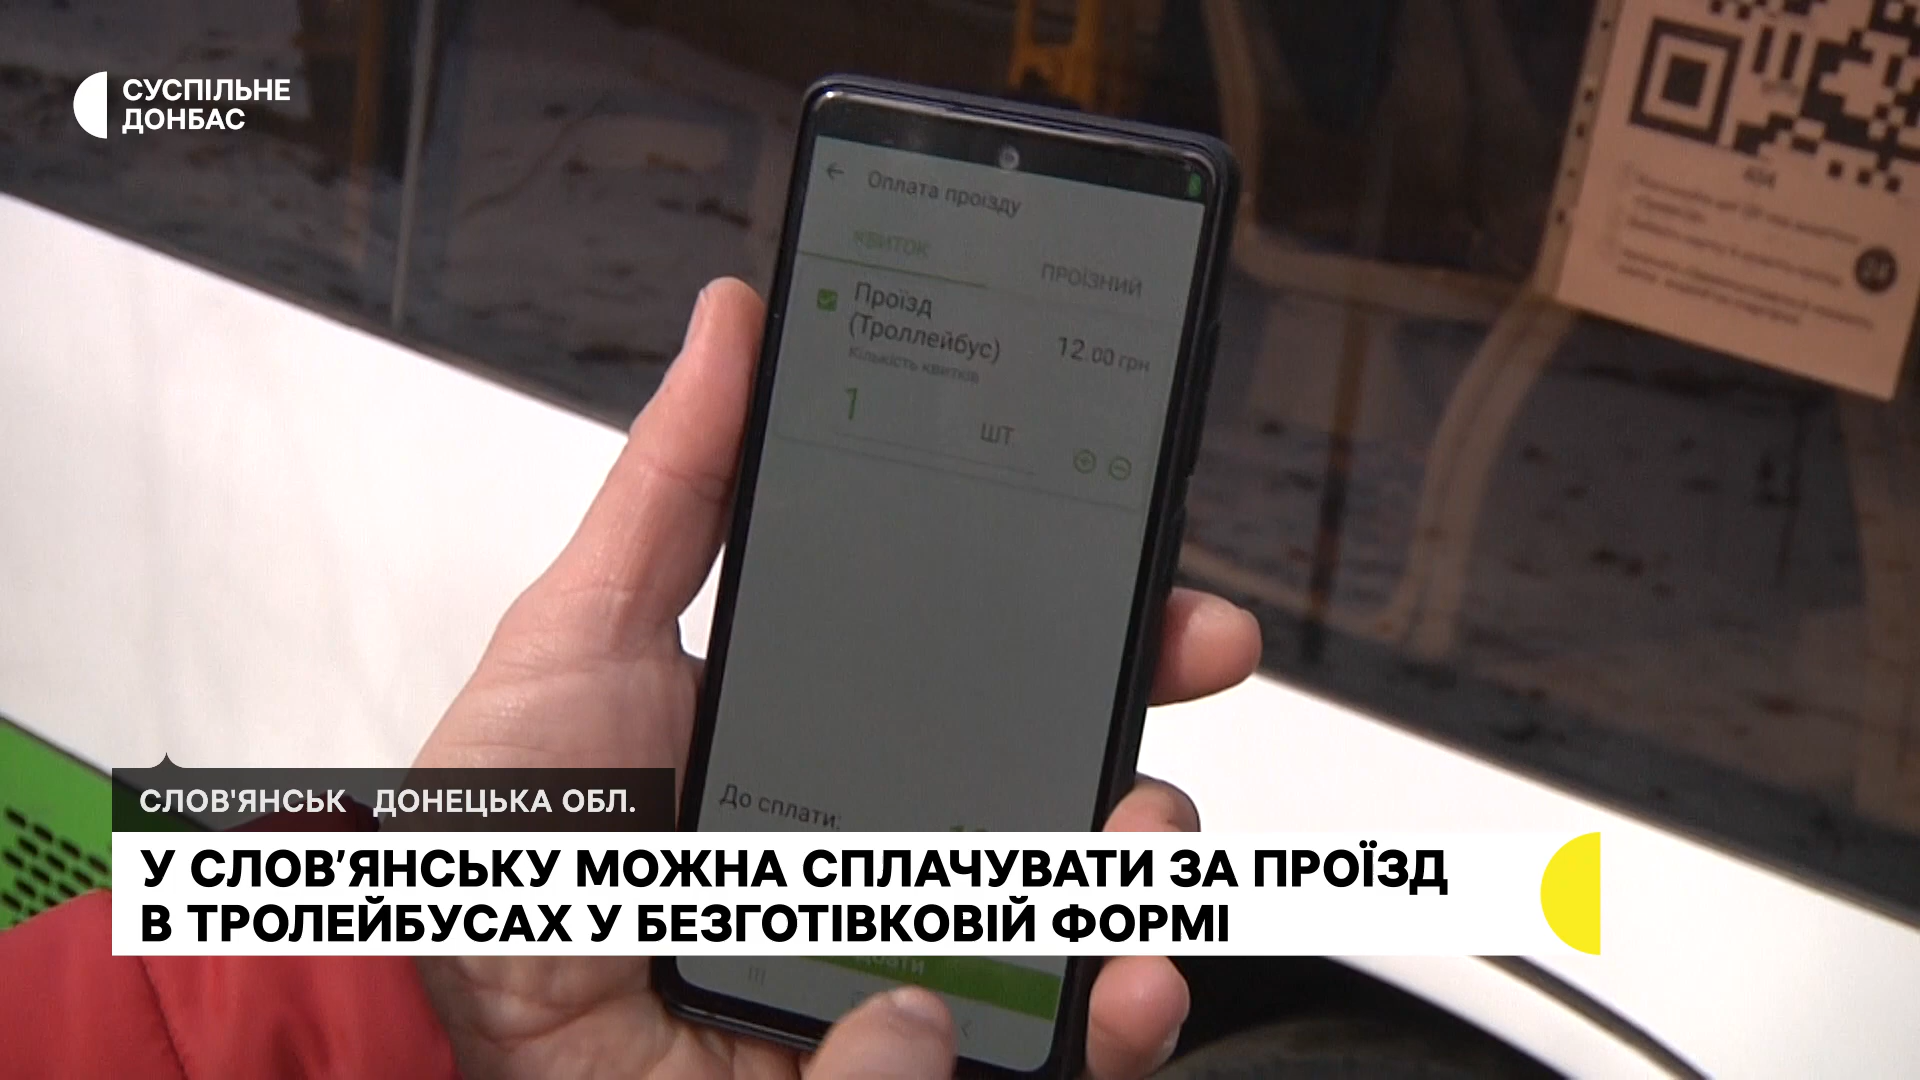 СУСПІЛЬНЕ
ДОНБАС
Оплата проїзду
КВИТОК
ПРОЇЗНИЙ
Проїзд
(Троллейбус)
12.00 грн
Кількість квитків
1
ШТ
До сплати:
СЛОВ'ЯНСЬК ДОНЕЦЬКА ОБЛ.
У СЛОВ’ЯНСЬКУ МОЖНА СПЛАЧУВАТИ ЗА ПРОЇЗД
В ТРОЛЕЙБУСАХ У БЕЗГОТІВКОВІЙ ФОРМІ